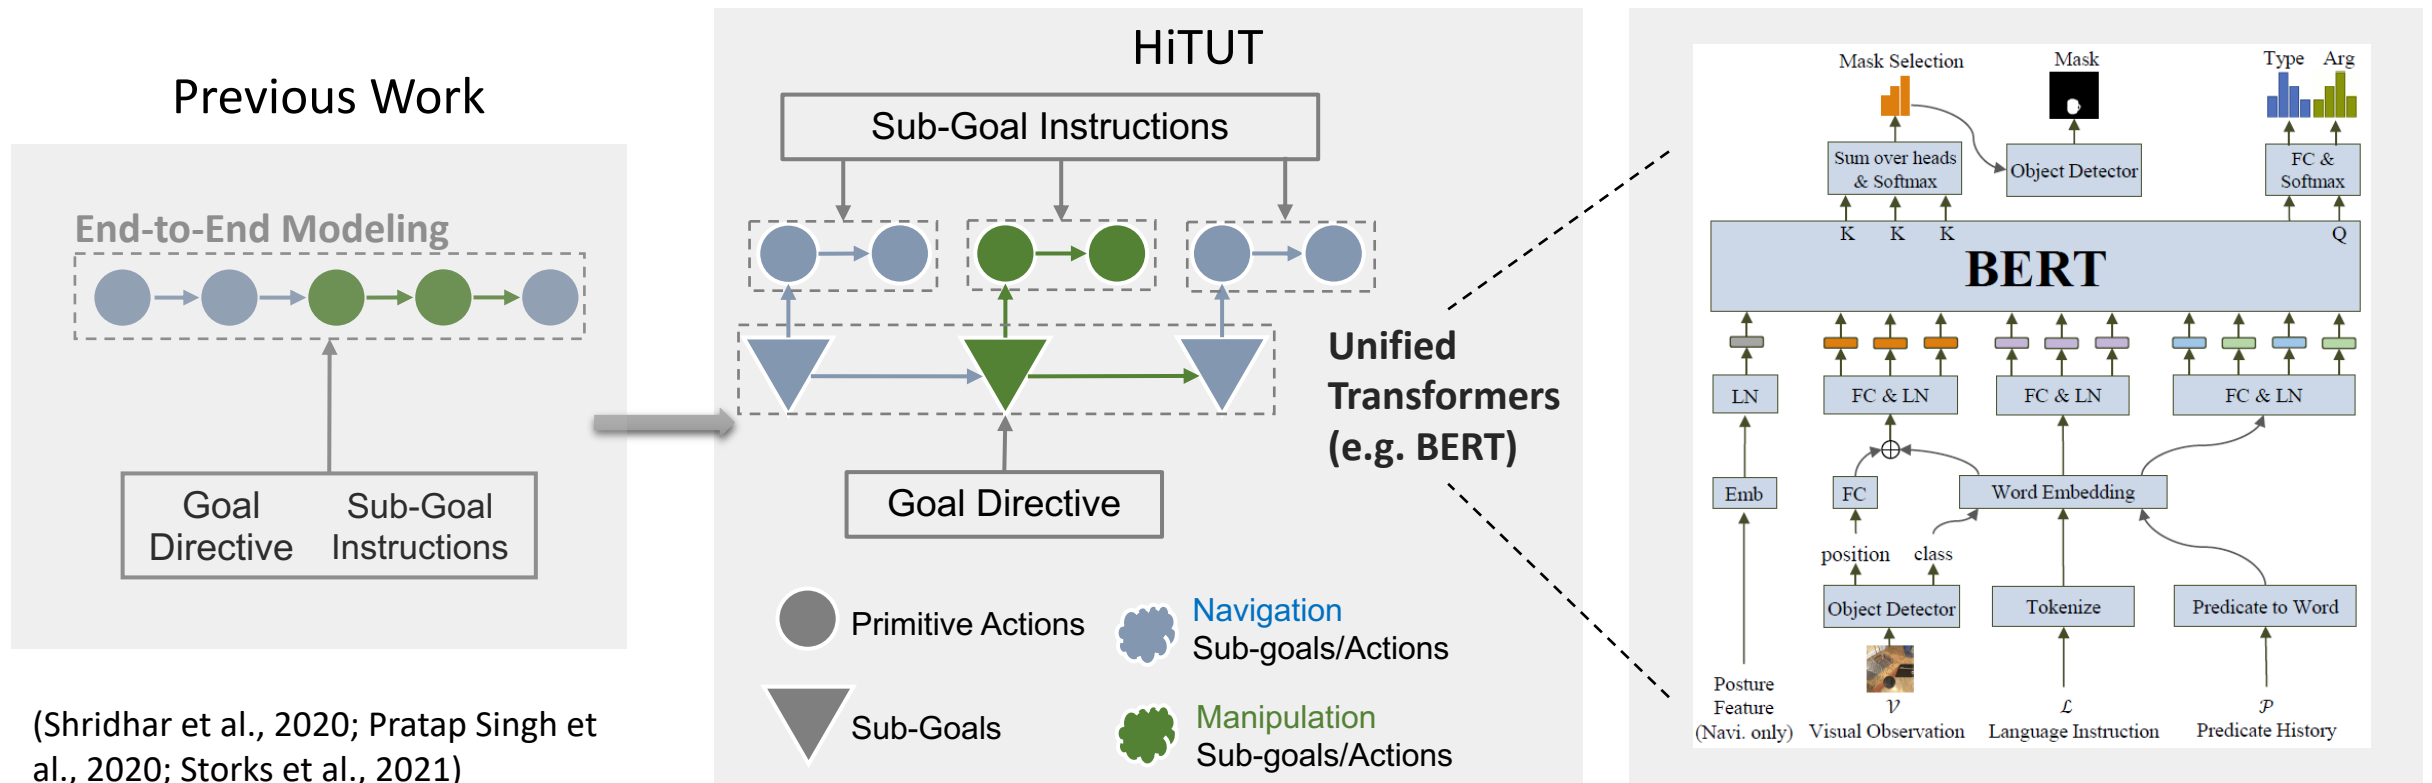 Previous Work
End-to-End Modeling
Goal
Directive
Sub-Goal
Instructions
(Shridhar et al., 2020; Pratap Singh et
al., 2020; Storks et al., 2021)
HiTUT
Sub-Goal Instructions
Goal Directive
Primitive Actions
Sub-Goals
Navigation
Sub-goals/Actions
Manipulation
Sub-goals/Actions
Unified
Transformers
(e.g. BERT)
Mask Selection
Mask
Type Arg
Sum over heads
& Softmax
Object Detector
FC &
Softmax
K K K Q
BERT
LN
FC & LN
FC & LN
FC & LN
Emb
FC
Word Embedding
position class
Object Detector
Tokenize
Predicate to Word
Posture
Feature
(Navi. only)
𝒱
Visual Observation
ℒ
Language Instruction
𝒫
Predicate History